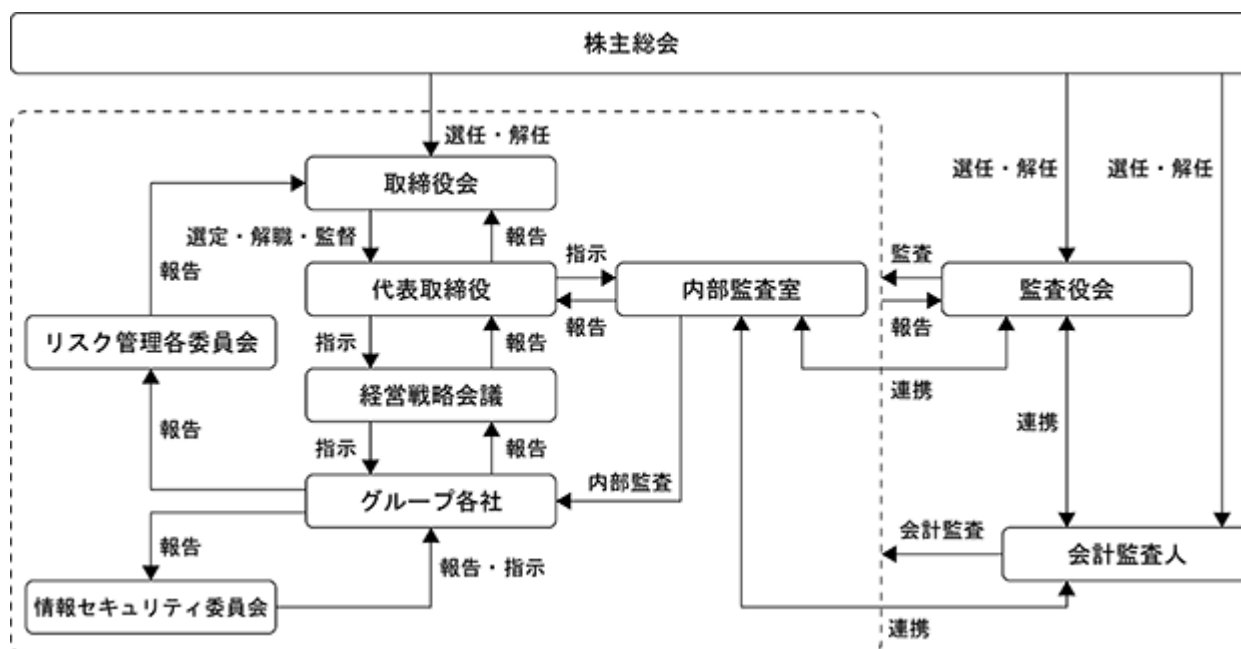 株主総会
選任・解任
選任・解任
選任・解任
取締役会
選定・解職・監督
報告
報告
指示
監査
代表取締役
内部監査室
監査役会
報告
報告
リスク管理各委員会
指示
報告
連携
経営戦略会議
報告
指示
報告
連携
グループ各社
内部監査
報告
会計監査
会計監査人
報告・指示
情報セキュリティ委員会
連携